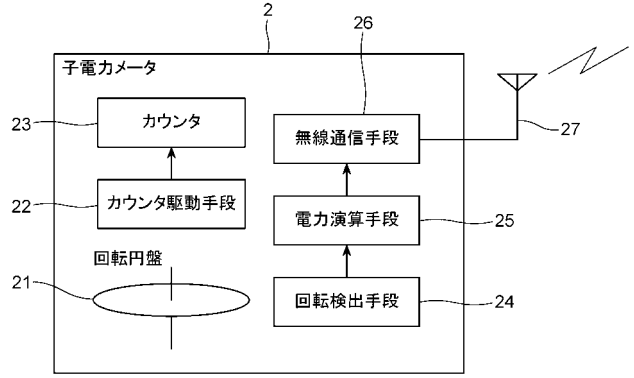 2
26
子電力メータ
23
カウンタ
無線通信手段
27
22
カウンタ駆動手段
電力演算手段
25
回転円盤
21
回転検出手段
24